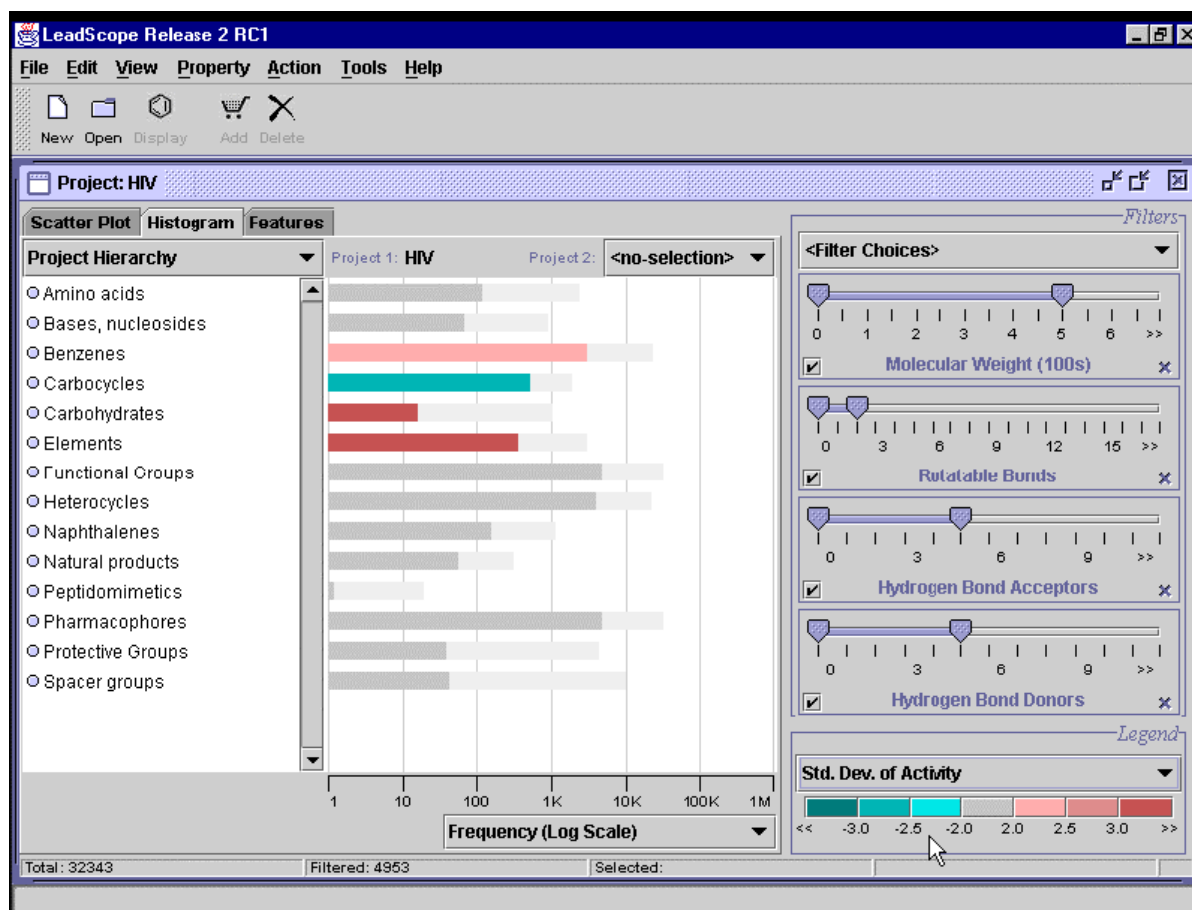 LeadScope Release 2 RC1
File Edit View Property Action Tools Help
New Open Display Add Delete
Project: HIV
Scatter Plot Histogram Features
Project Hierarchy
Project 1: HIV Project 2: <no-selection>
Amino acids
Bases, nucleosides
Benzenes
Carbocycles
Carbohydrates
Elements
Functional Groups
Heterocycles
Naphthalenes
Natural products
Peptidomimetics
Pharmacophores
Protective Groups
Spacer groups
1 10 100 1K 10K 100K 1M
Frequency (Log Scale)
Filters
<Filter Choices>
0 1 2 3 4 5 6 >>
Molecular Weight (100s)
0 3 6 9 12 15 >>
Rotatable Bonds
0 3 6 9 >>
Hydrogen Bond Acceptors
0 3 6 9 >>
Hydrogen Bond Donors
Legend
Std. Dev. of Activity
<< -3.0 -2.5 -2.0 2.0 2.5 3.0 >>
Total: 32343 Filtered: 4953 Selected: